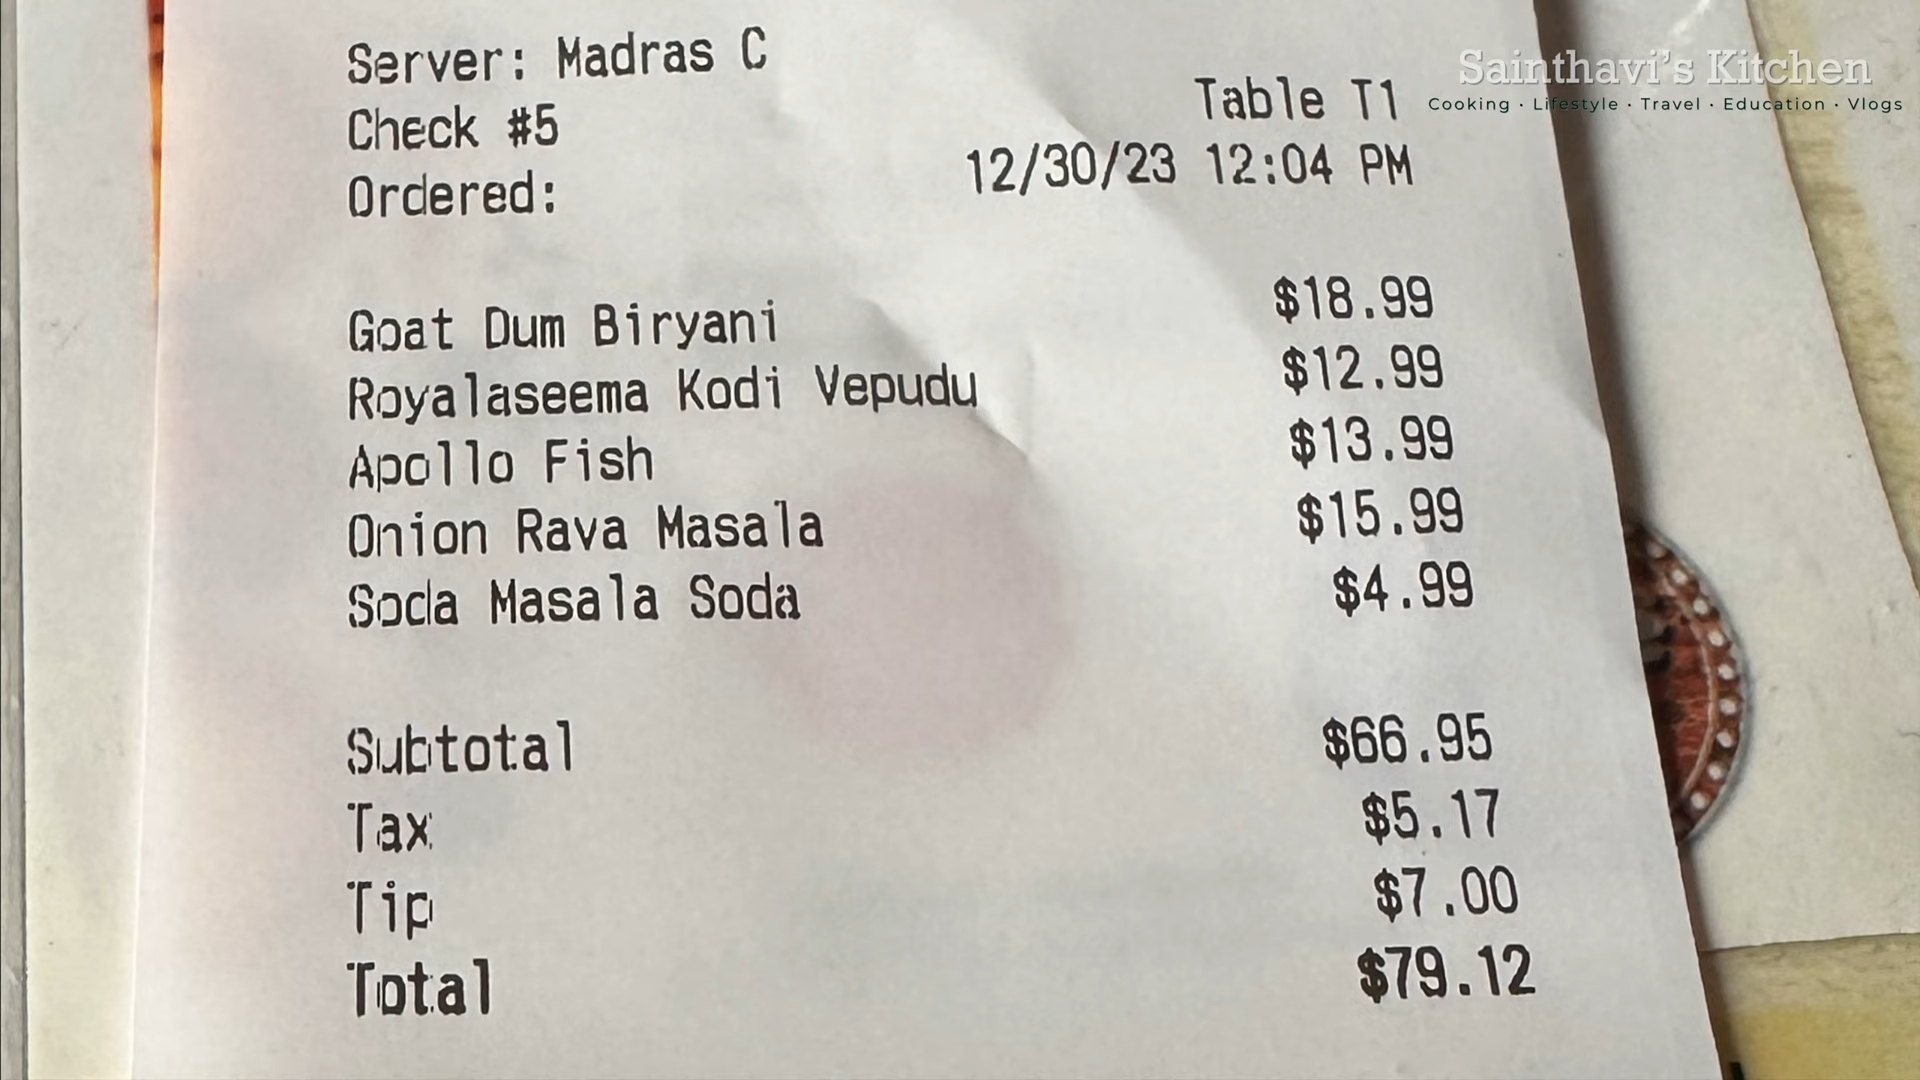 Sainthavi's Kitchen
Cooking · Lifestyle · Travel · Education · Vlogs
Server: Madras C
Check #5 Table T1
Ordered: 12/30/23 12:04 PM
Goat Dum Biryani $18.99
Royalaseema Kodi Vepudu $12.99
Apollo Fish $13.99
Onion Rava Masala $15.99
Soda Masala Soda $4.99
Subtotal $66.95
Tax $5.17
Tip $7.00
Total $79.12